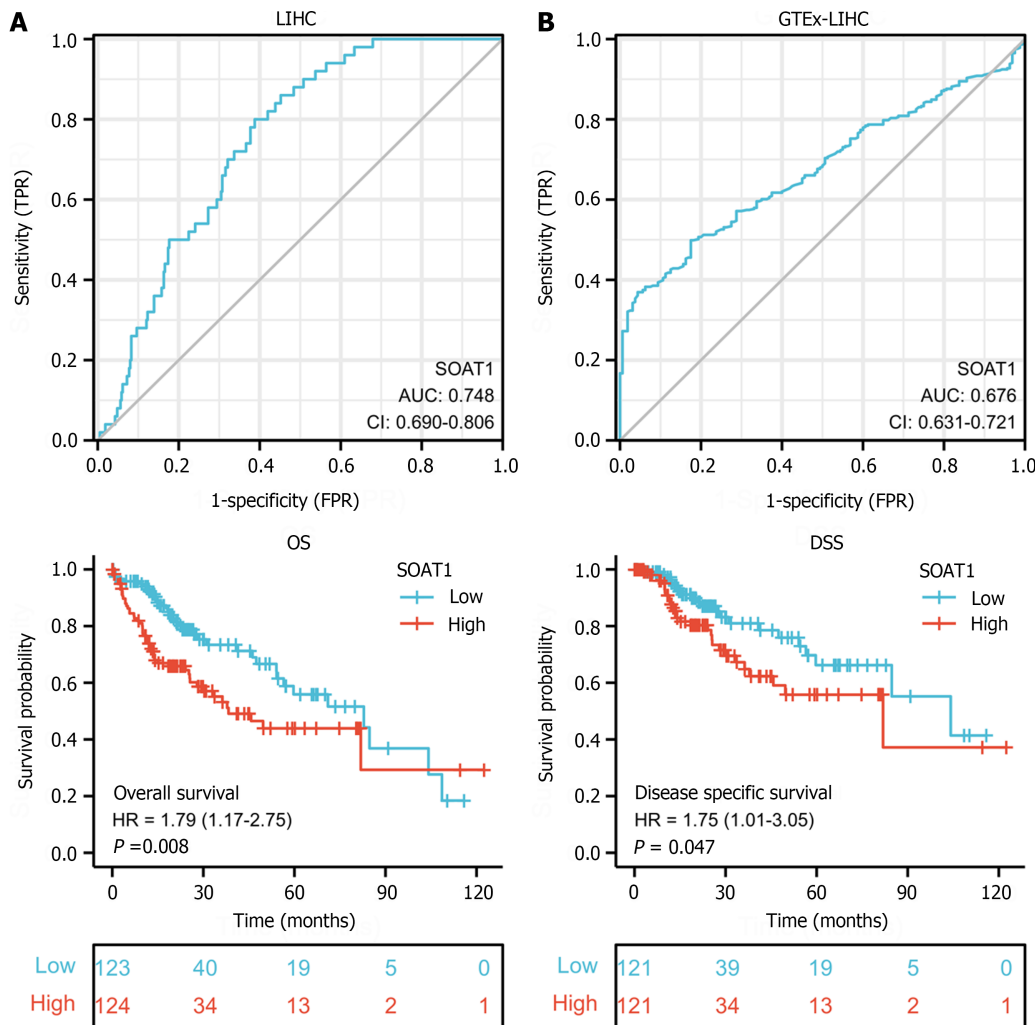 A
LIHC
1.0
0.8
0.6
0.4
0.2
0.0
Sensitivity (TPR)
SOAT1
AUC: 0.748
CI: 0.690-0.806
0.0 0.2 0.4 0.6 0.8 1.0
1-specificity (FPR)
B
GTEx-LIHC
1.0
0.8
0.6
0.4
0.2
0.0
Sensitivity (TPR)
SOAT1
AUC: 0.676
CI: 0.631-0.721
0.0 0.2 0.4 0.6 0.8 1.0
1-specificity (FPR)
OS
1.0
0.8
0.6
0.4
0.2
0.0
Survival probability
SOAT1
Low
High
Overall survival
HR = 1.79 (1.17-2.75)
P =0.008
0 30 60 90 120
Time (months)
Low 123 40 19 5 0
High 124 34 13 2 1
DSS
1.0
0.8
0.6
0.4
0.2
0.0
Survival probability
SOAT1
Low
High
Disease specific survival
HR = 1.75 (1.01-3.05)
P = 0.047
0 30 60 90 120
Time (months)
Low 121 39 19 5 0
High 121 34 13 2 1